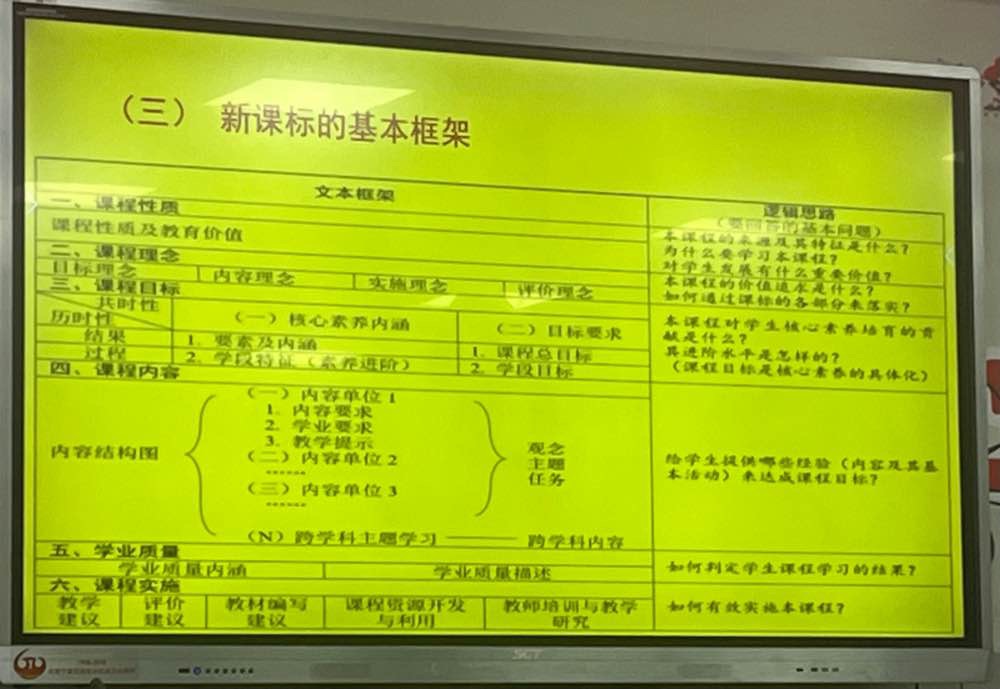 （三） 新课标的基本框架
文本框架
逻辑思路
（要回答的基本问题）
一、课程性质
课程性质及教育价值
本课程的来源及其特征是什么？
为什么要学习本课程？
对学生发展有什么重要价值？
二、课程理念
目标理念 内容理念 实施理念 评价理念
本课程的价值追求是什么？
如何通过课标的各部分来落实？
三、课程目标
共时性
历时性
（一）核心素养内涵
（二）目标要求
结果
过程
1. 要素及内涵
2. 学段特征（素养进阶）
1. 课程总目标
2. 学段目标
本课程对学生核心素养培育的贡
献是什么？
其进阶水平是怎样的？
（课程目标是核心素养的具体化）
四、课程内容
内容结构图
（一）内容单位 1
1. 内容要求
2. 学业要求
3. 教学提示
（二）内容单位 2
……
（三）内容单位 3
……
（N）跨学科主题学习 —— 跨学科内容
观念
主题
任务
给学生提供哪些经验（内容及其基
本活动）来达成课程目标？
五、学业质量
学业质量内涵 学业质量描述
如何判定学生课程学习的结果？
六、课程实施
教学
建议
评价
建议
教材编写
建议
课程资源开发
与利用
教师培训与教学
研究
如何有效实施本课程？
SCT